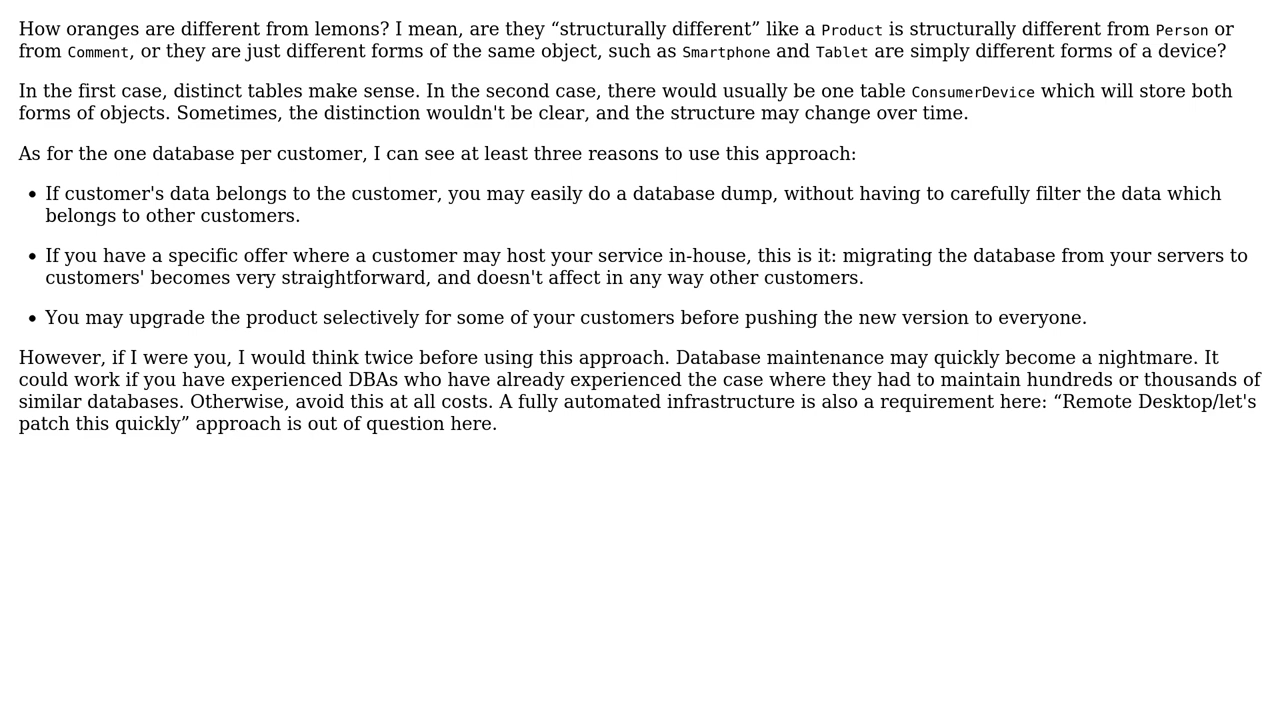 How oranges are different from lemons? I mean, are they “structurally different” like a Product is structurally different from Person or
from Comment, or they are just different forms of the same object, such as Smartphone and Tablet are simply different forms of a device?
In the first case, distinct tables make sense. In the second case, there would usually be one table ConsumerDevice which will store both
forms of objects. Sometimes, the distinction wouldn't be clear, and the structure may change over time.
As for the one database per customer, I can see at least three reasons to use this approach:
• If customer's data belongs to the customer, you may easily do a database dump, without having to carefully filter the data which
belongs to other customers.
• If you have a specific offer where a customer may host your service in-house, this is it: migrating the database from your servers to
customers' becomes very straightforward, and doesn't affect in any way other customers.
• You may upgrade the product selectively for some of your customers before pushing the new version to everyone.
However, if I were you, I would think twice before using this approach. Database maintenance may quickly become a nightmare. It
could work if you have experienced DBAs who have already experienced the case where they had to maintain hundreds or thousands of
similar databases. Otherwise, avoid this at all costs. A fully automated infrastructure is also a requirement here: “Remote Desktop/let's
patch this quickly” approach is out of question here.